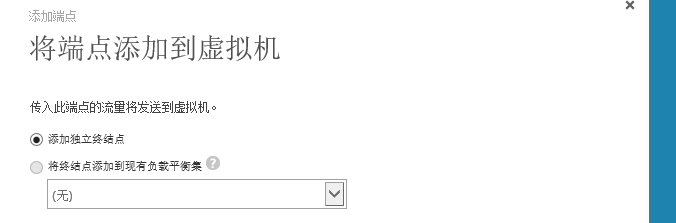 添加端点
将端点添加到虚拟机
传入此端点的流量将发送到虚拟机。
添加独立终结点
将终结点添加到现有负载平衡集 ?
(无)